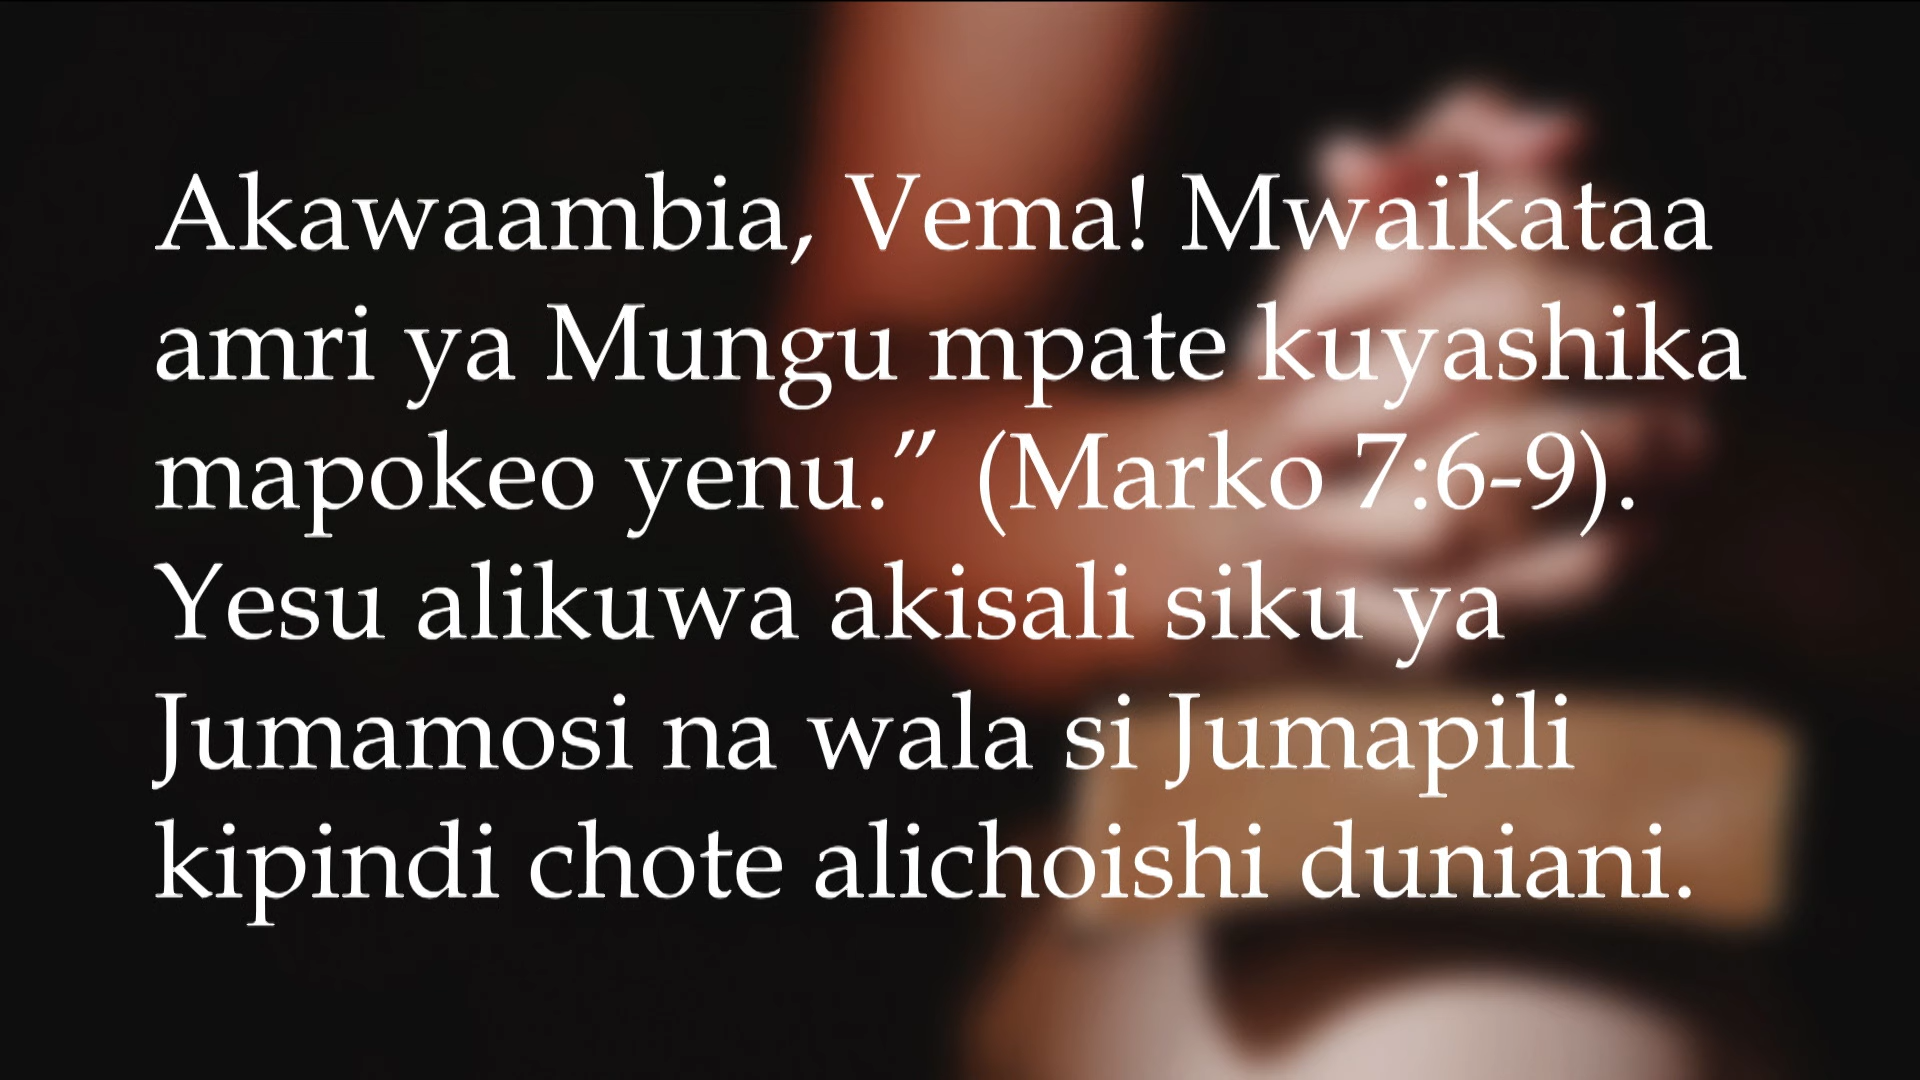 Akawaambia, Vema! Mwaikataa
amri ya Mungu mpate kuyashika
mapokeo yenu.” (Marko 7:6-9).
Yesu alikuwa akisali siku ya
Jumamosi na wala si Jumapili
kipindi chote alichoishi duniani.